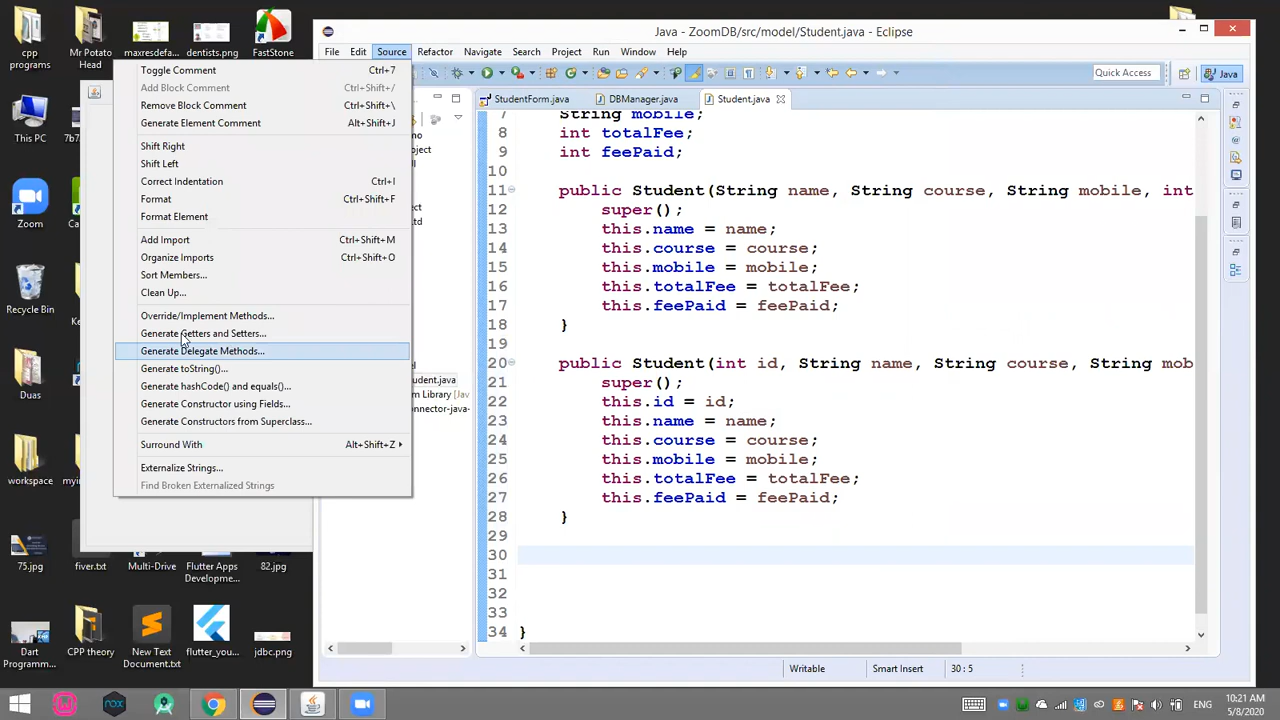 cpp
programs
Mr Potato
Head
maxresdefa...
dentists.png
FastStone
This PC
Zoom
Recycle Bin
Duas
workspace
75.jpg
fiver.txt
Multi-Drive
Flutter Apps
Developmen...
82.jpg
Dart
Programm...
CPP theory
New Text
Document.txt
flutter_you...
jdbc.png
Java - ZoomDB/src/model/Student.java - Eclipse
File Edit Source Refactor Navigate Search Project Run Window Help
Quick Access
Java
Toggle Comment Ctrl+7
Add Block Comment Ctrl+Shift+/
Remove Block Comment Ctrl+Shift+\
Generate Element Comment Alt+Shift+J
Shift Right
Shift Left
Correct Indentation Ctrl+I
Format Ctrl+Shift+F
Format Element
Add Import Ctrl+Shift+M
Organize Imports Ctrl+Shift+O
Sort Members...
Clean Up...
Override/Implement Methods...
Generate Getters and Setters...
Generate Delegate Methods...
Generate toString()...
Generate hashCode() and equals()...
Generate Constructor using Fields...
Generate Constructors from Superclass...
Surround With Alt+Shift+Z
Externalize Strings...
Find Broken Externalized Strings
StudentForm.java DBManager.java Student.java
7 String mobile;
8 int totalFee;
9 int feePaid;
10
11 public Student(String name, String course, String mobile, int
12 super();
13 this.name = name;
14 this.course = course;
15 this.mobile = mobile;
16 this.totalFee = totalFee;
17 this.feePaid = feePaid;
18 }
19
20 public Student(int id, String name, String course, String mob
21 super();
22 this.id = id;
23 this.name = name;
24 this.course = course;
25 this.mobile = mobile;
26 this.totalFee = totalFee;
27 this.feePaid = feePaid;
28 }
29
30
31
32
33
34 }
Writable Smart Insert 30 : 5
ENG
10:21 AM
5/8/2020